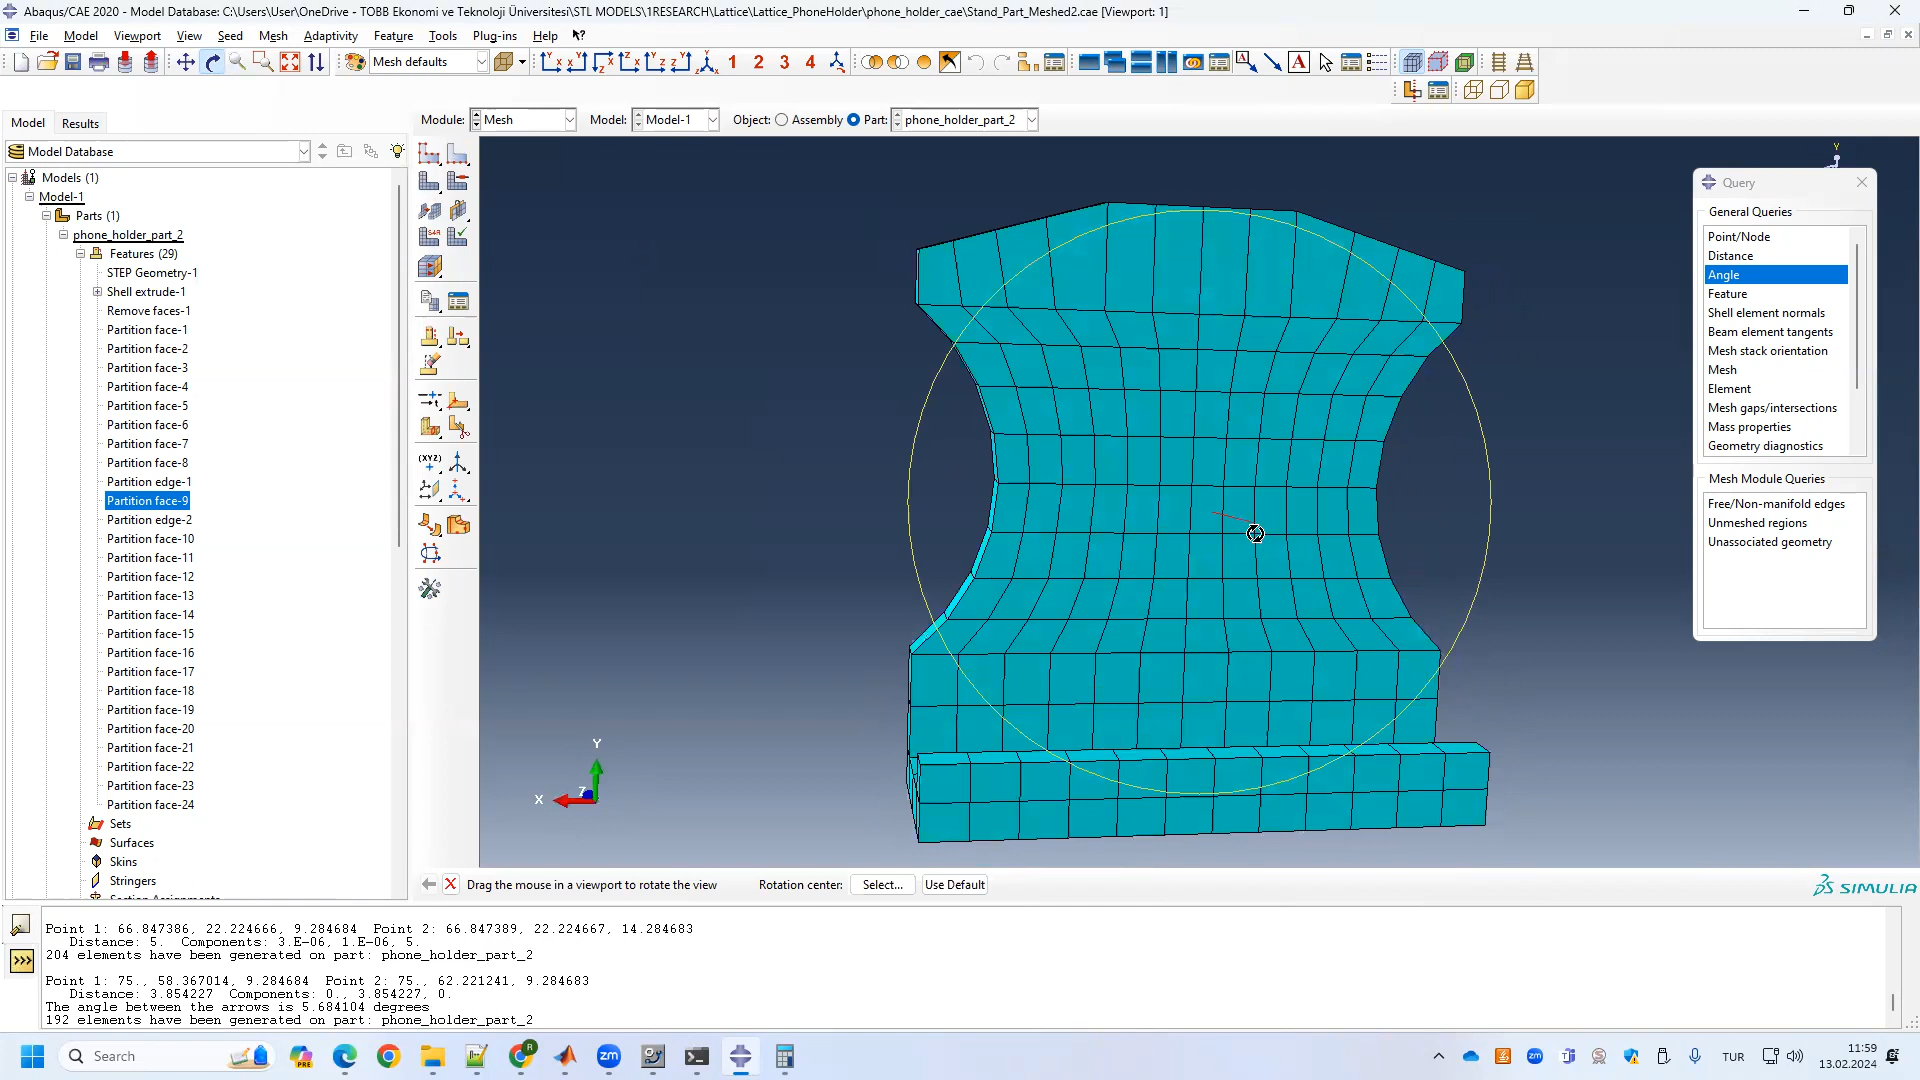 Abaqus/CAE 2020 - Model Database: C:\Users\User\OneDrive - TOBB Ekonomi ve Teknoloji Üniversitesi\STL MODELS\1RESEARCH\Lattice\Lattice_PhoneHolder\phone_holder_cae\Stand_Part_Meshed2.cae [Viewport: 1]
File Model Viewport View Seed Mesh Adaptivity Feature Tools Plug-ins Help
Mesh defaults
1 2 3 4
Model Results
Module: Mesh Model: Model-1 Object: Assembly Part: phone_holder_part_2
Model Database
Models (1)
Model-1
Parts (1)
phone_holder_part_2
Features (29)
STEP Geometry-1
Shell extrude-1
Remove faces-1
Partition face-1
Partition face-2
Partition face-3
Partition face-4
Partition face-5
Partition face-6
Partition face-7
Partition face-8
Partition edge-1
Partition face-9
Partition edge-2
Partition face-10
Partition face-11
Partition face-12
Partition face-13
Partition face-14
Partition face-15
Partition face-16
Partition face-17
Partition face-18
Partition face-19
Partition face-20
Partition face-21
Partition face-22
Partition face-23
Partition face-24
Sets
Surfaces
Skins
Stringers
Section Assignments
(XYZ)
Y
Y
X
Z
Query
General Queries
Point/Node
Distance
Angle
Feature
Shell element normals
Beam element tangents
Mesh stack orientation
Mesh
Element
Mesh gaps/intersections
Mass properties
Geometry diagnostics
Mesh Module Queries
Free/Non-manifold edges
Unmeshed regions
Unassociated geometry
Drag the mouse in a viewport to rotate the view Rotation center: Select... Use Default
SIMULIA
Point 1: 66.847386, 22.224666, 9.284684 Point 2: 66.847389, 22.224667, 14.284683
Distance: 5. Components: 3.E-06, 1.E-06, 5.
204 elements have been generated on part: phone_holder_part_2
Point 1: 75., 58.367014, 9.284684 Point 2: 75., 62.221241, 9.284683
Distance: 3.854227 Components: 0., 3.854227, 0.
The angle between the arrows is 5.684104 degrees
192 elements have been generated on part: phone_holder_part_2
>>>
Search
TUR
11:59
13.02.2024